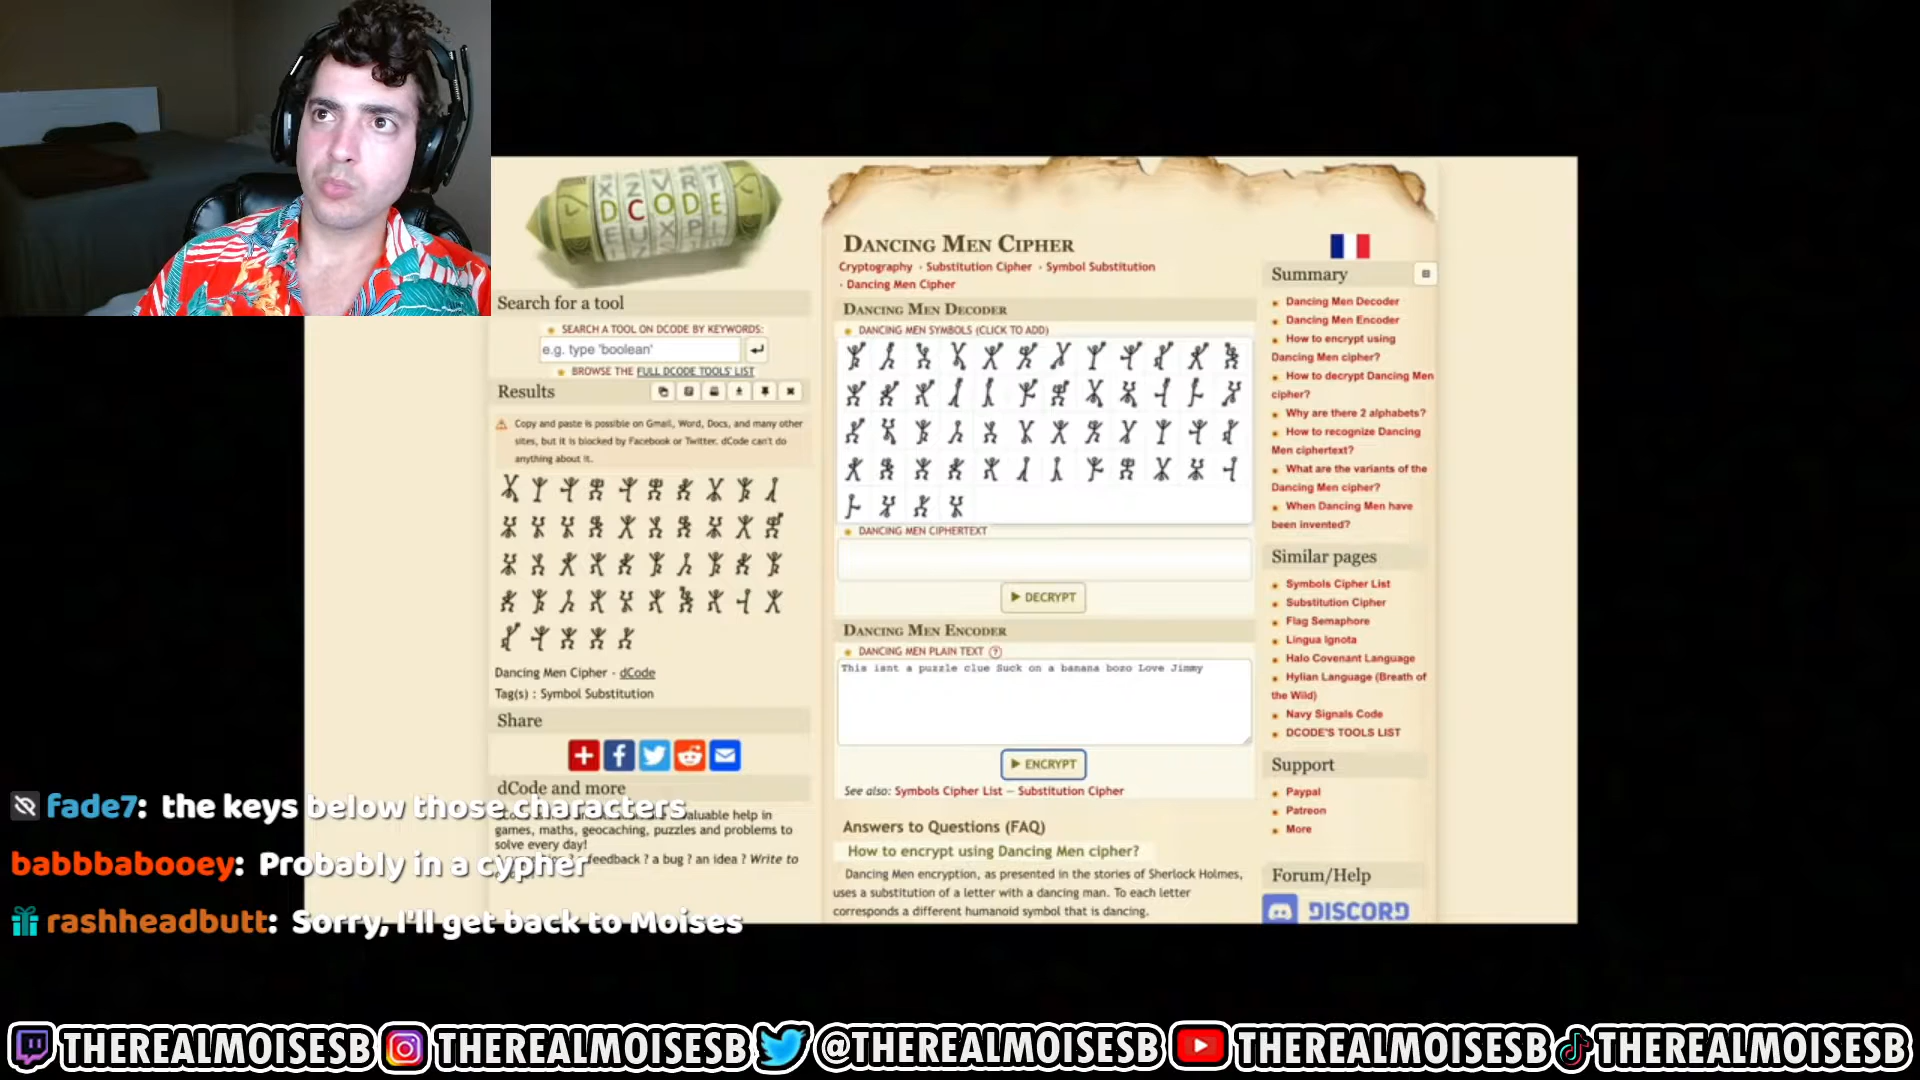 DCODE
Search for a tool
SEARCH A TOOL ON DCODE BY KEYWORDS:
e.g. type 'boolean'
BROWSE THE FULL DCODE TOOLS' LIST
Results
Copy and paste is possible on Gmail, Word, Docs, and many other
sites, but it is blocked by Facebook or Twitter. dCode can't do
anything about it.
Dancing Men Cipher - dCode
Tag(s) : Symbol Substitution
Share
dCode and more
valuable help in
games, maths, geocaching, puzzles and problems to
solve every day!
feedback ? a bug ? an idea ? Write to
DANCING MEN CIPHER
Cryptography · Substitution Cipher · Symbol Substitution
· Dancing Men Cipher
DANCING MEN DECODER
DANCING MEN SYMBOLS (CLICK TO ADD)
DANCING MEN CIPHERTEXT
DECRYPT
DANCING MEN ENCODER
DANCING MEN PLAIN TEXT ?
This isnt a puzzle clue Suck on a banana bozo Love Jimmy
ENCRYPT
See also: Symbols Cipher List – Substitution Cipher
Answers to Questions (FAQ)
How to encrypt using Dancing Men cipher?
Dancing Men encryption, as presented in the stories of Sherlock Holmes,
uses a substitution of a letter with a dancing man. To each letter
corresponds a different humanoid symbol that is dancing.
Summary
Dancing Men Decoder
Dancing Men Encoder
How to encrypt using
Dancing Men cipher?
How to decrypt Dancing Men
cipher?
Why are there 2 alphabets?
How to recognize Dancing
Men ciphertext?
What are the variants of the
Dancing Men cipher?
When Dancing Men have
been invented?
Similar pages
Symbols Cipher List
Substitution Cipher
Flag Semaphore
Lingua Ignota
Halo Covenant Language
Hylian Language (Breath of
the Wild)
Navy Signals Code
DCODE'S TOOLS LIST
Support
Paypal
Patreon
More
Forum/Help
DISCORD
fade7: the keys below those characters
babbbabooey: Probably in a cypher
rashheadbutt: Sorry, I'll get back to Moises
THEREALMOISESB THEREALMOISESB @THEREALMOISESB THEREALMOISESB THEREALMOISESB